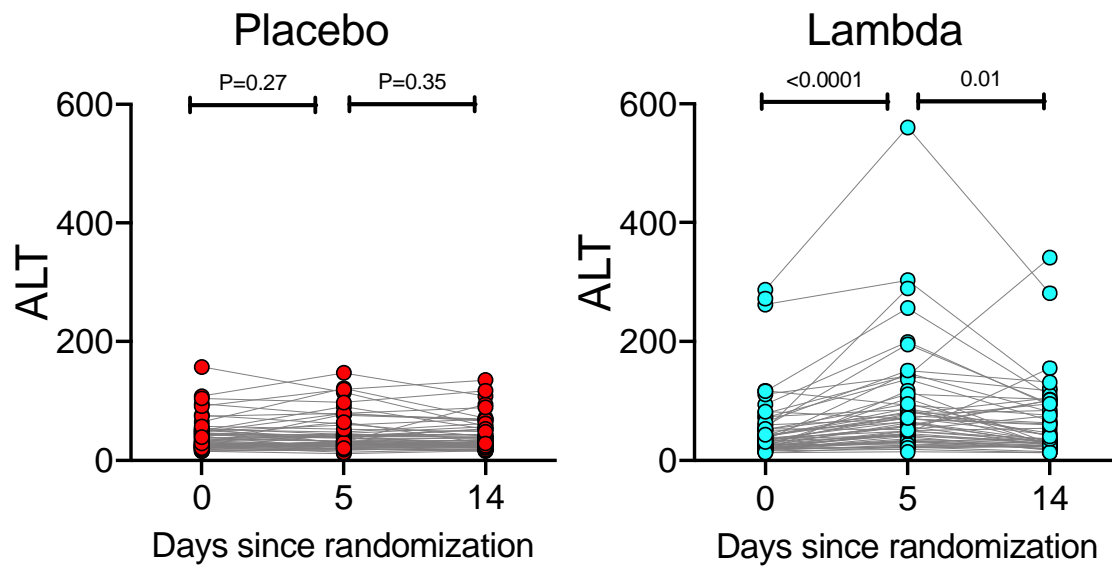 Placebo
P=0.27
P=0.35
600
400
200
0
ALT
0 5 14
Days since randomization
Lambda
<0.0001
0.01
600
400
200
0
ALT
0 5 14
Days since randomization